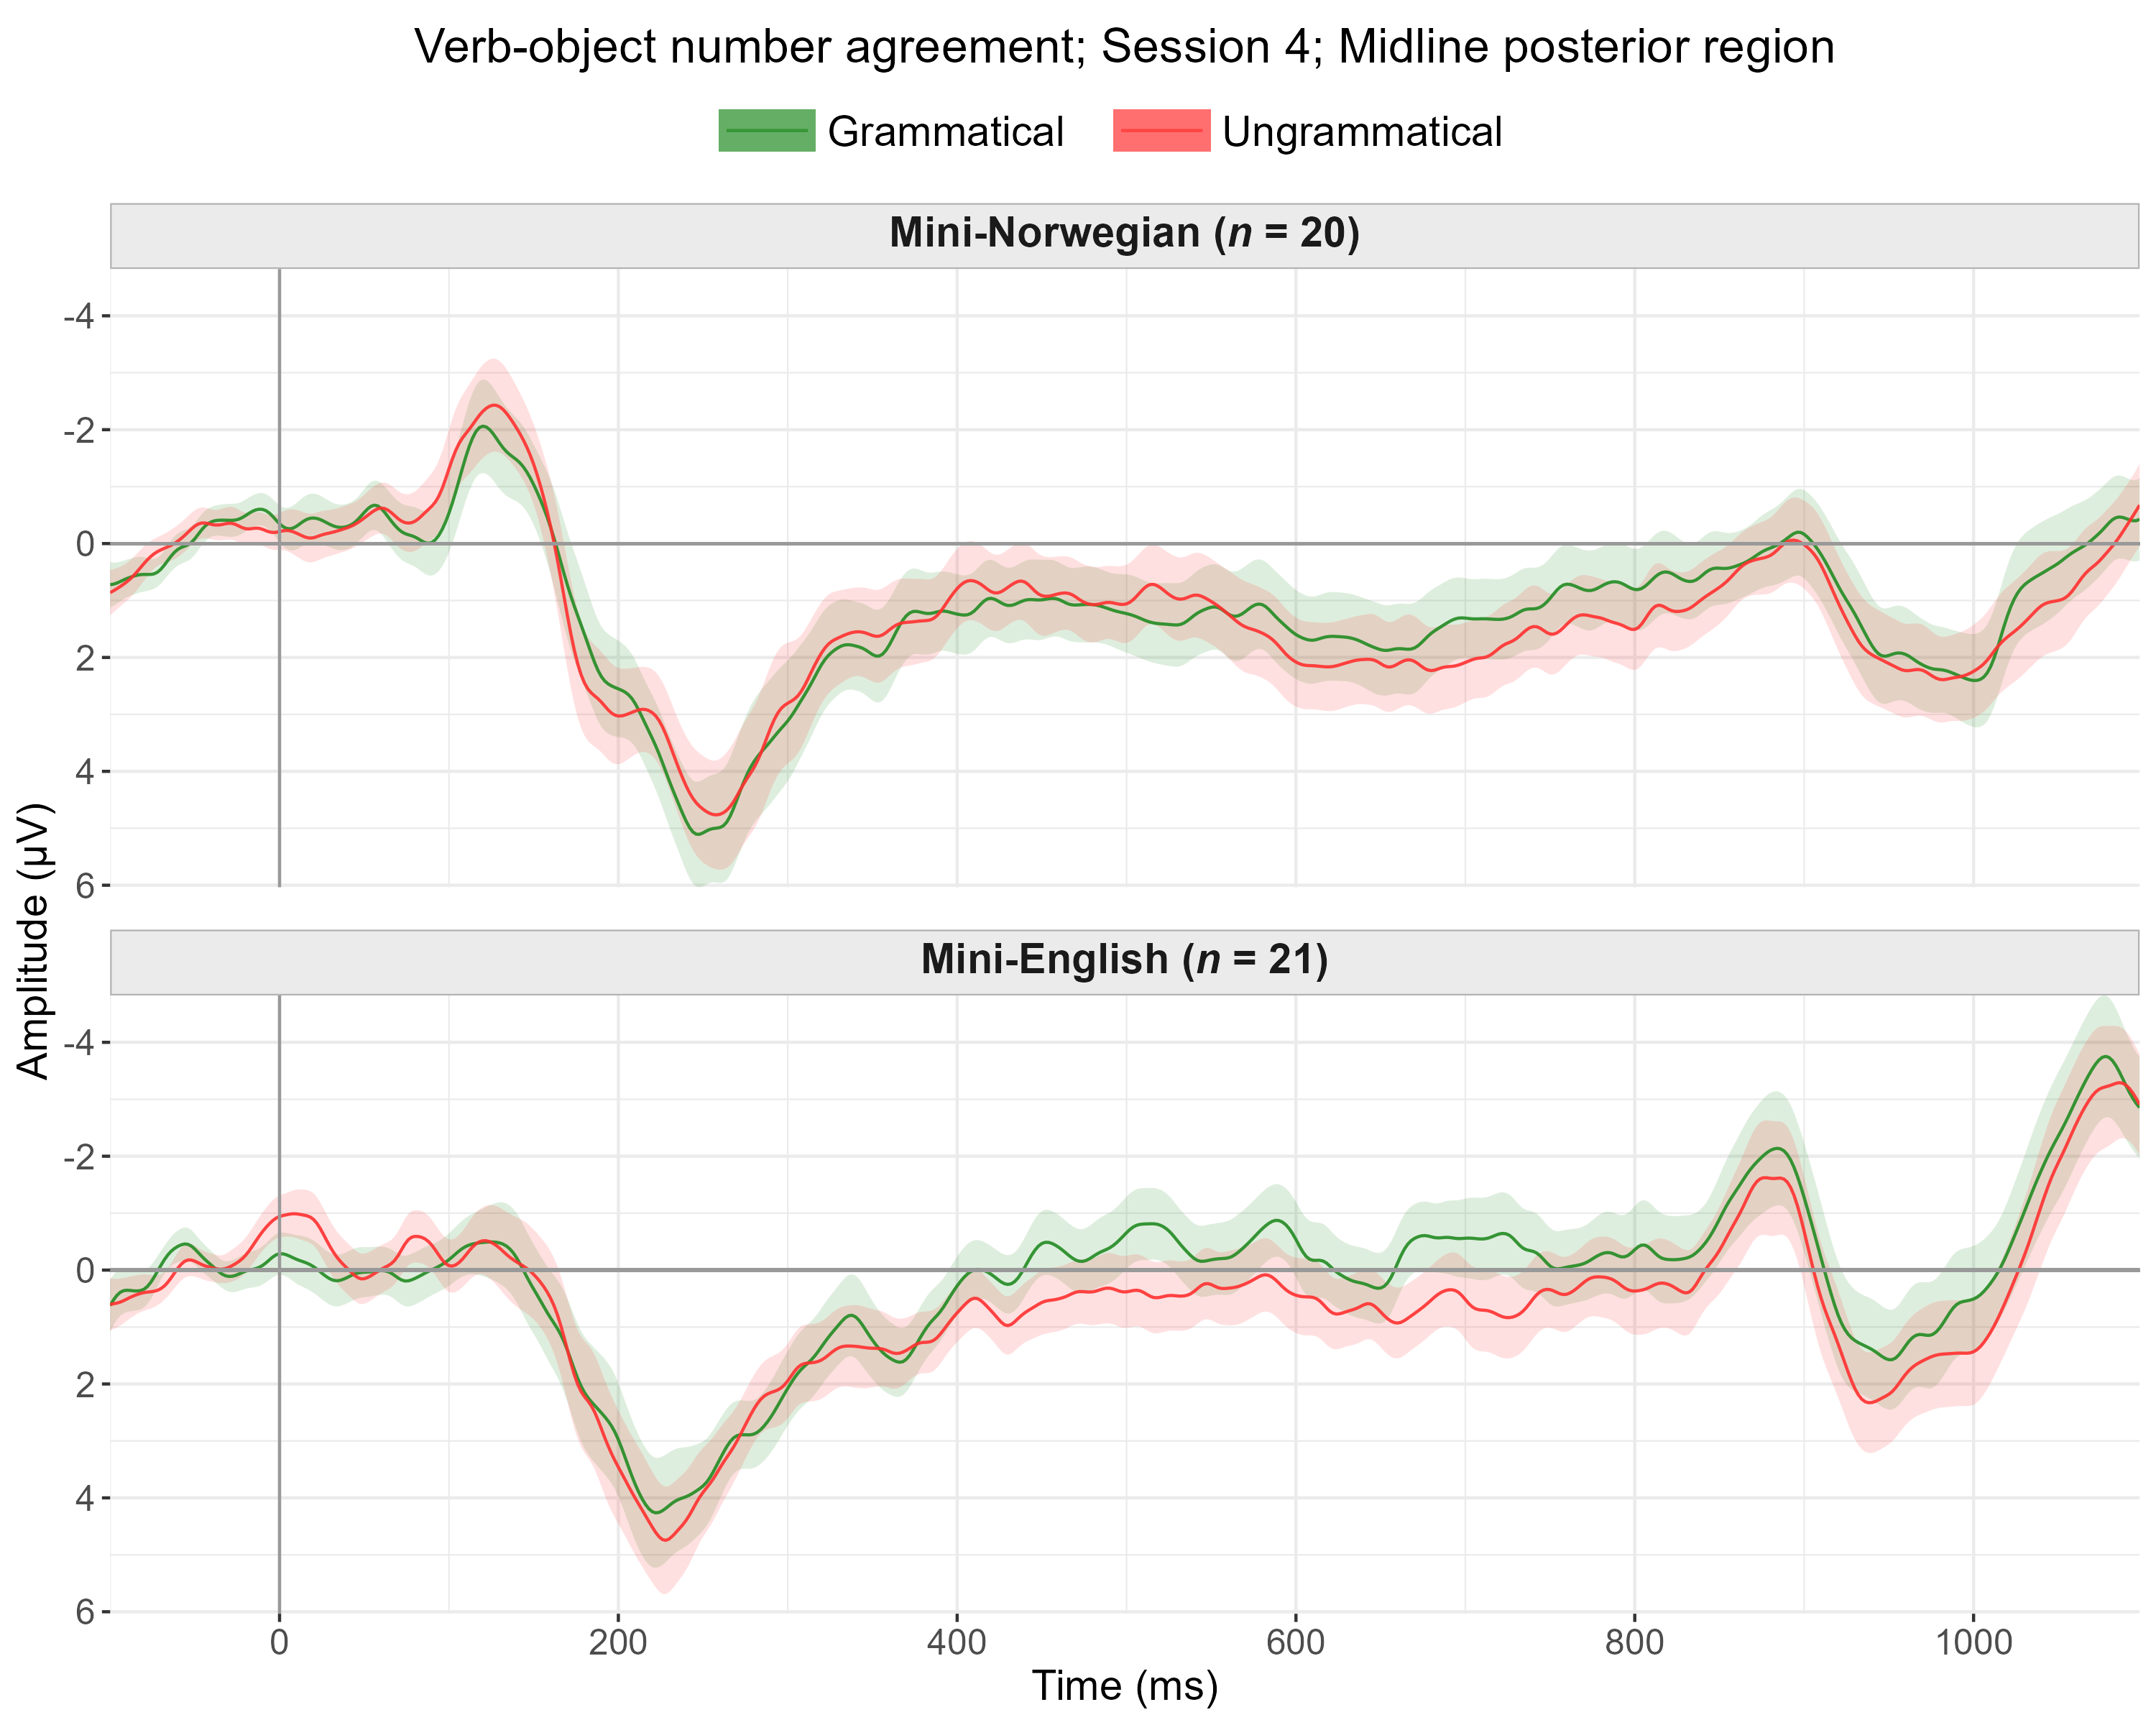 Verb-object number agreement; Session 4; Midline posterior region
Grammatical
Ungrammatical
Mini-Norwegian (n = 20)
-4
-2
0
2
4
6
Mini-English (n = 21)
-4
-2
0
2
4
6
Amplitude (µV)
0
200
400
600
800
1000
Time (ms)